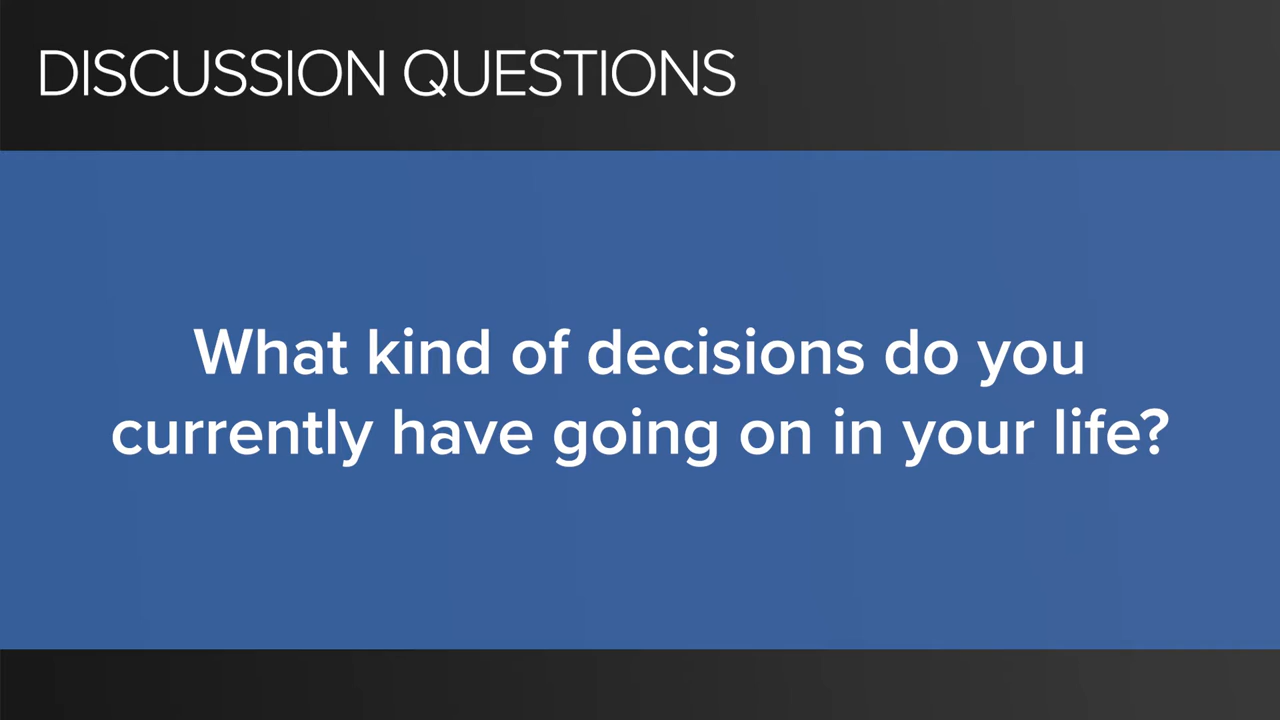 DISCUSSION QUESTIONS
What kind of decisions do you
currently have going on in your life?